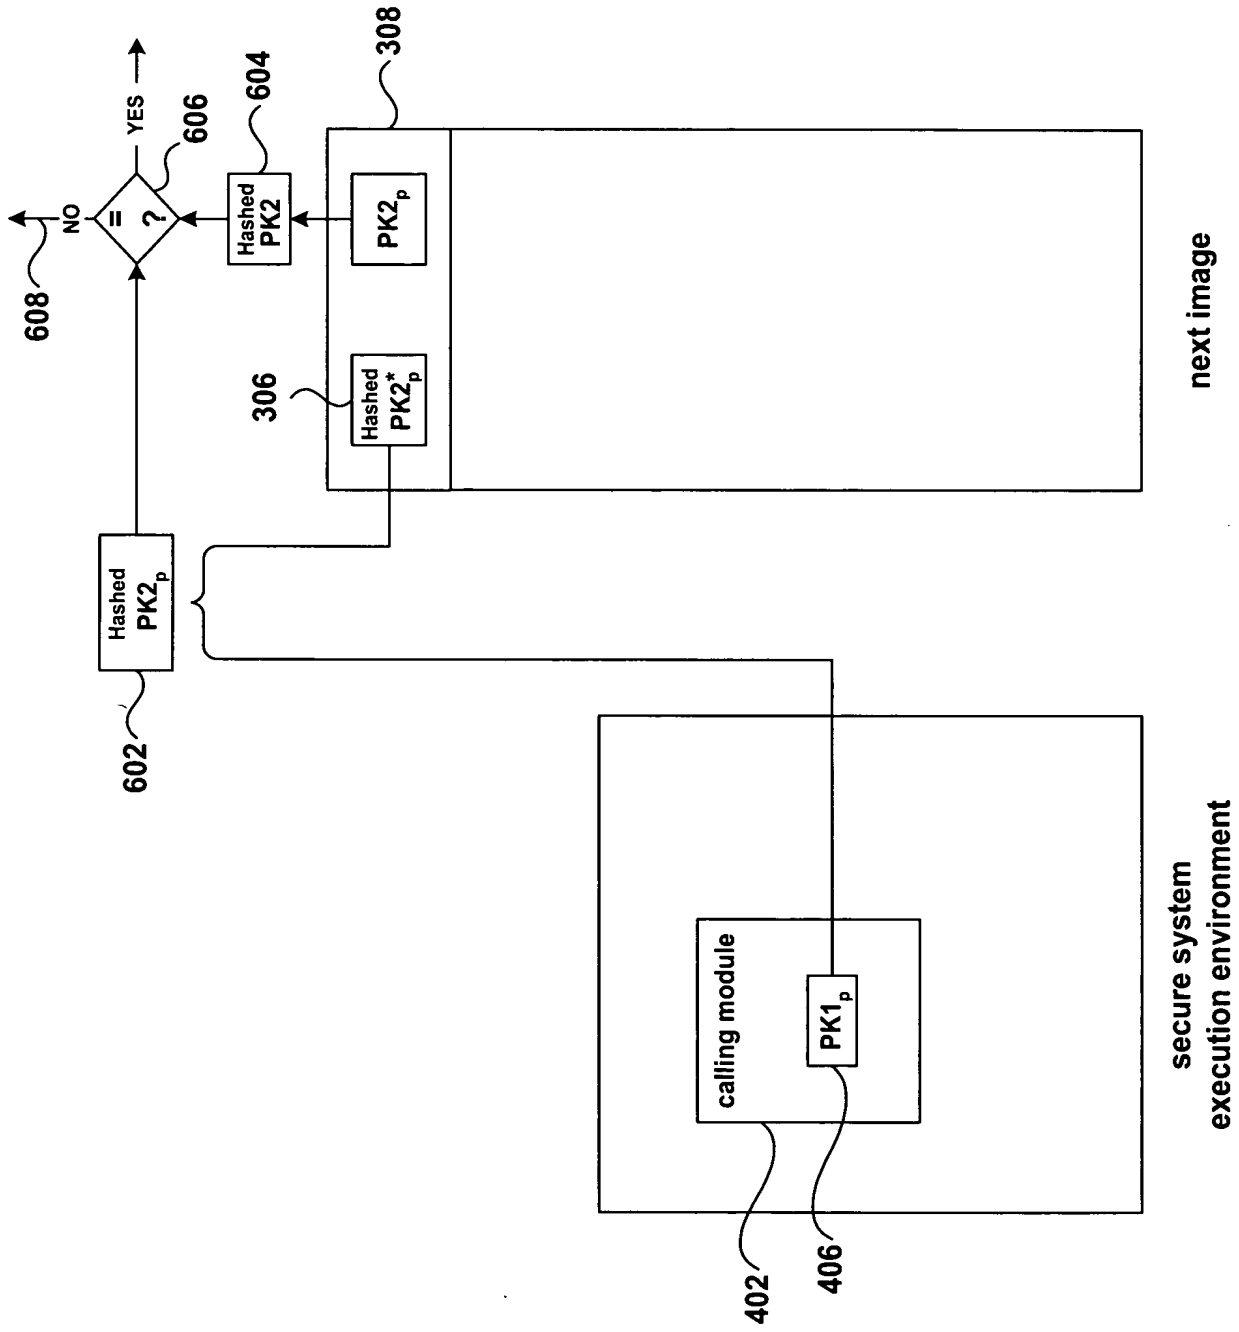 602
Hashed
PK2p
608
NO
=
?
YES
606
Hashed
PK2
604
306
Hashed
PK2*p
PK2p
308
next image
402
calling module
PK1p
406
secure system
execution environment